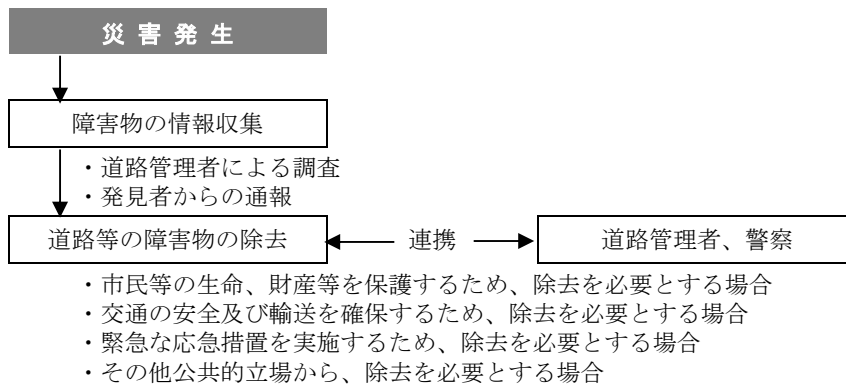 災 害 発 生
障害物の情報収集
・道路管理者による調査
・発見者からの通報
道路等の障害物の除去
連携
道路管理者、警察
・市民等の生命、財産等を保護するため、除去を必要とする場合
・交通の安全及び輸送を確保するため、除去を必要とする場合
・緊急な応急措置を実施するため、除去を必要とする場合
・その他公共的立場から、除去を必要とする場合